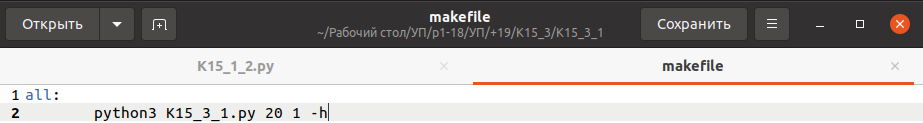 Открыть
makefile
~/Рабочий стол/УП/р1-18/УП/+19/K15_3/K15_3_1
Сохранить
K15_1_2.py
makefile
1 all:
2 python3 K15_3_1.py 20 1 -h